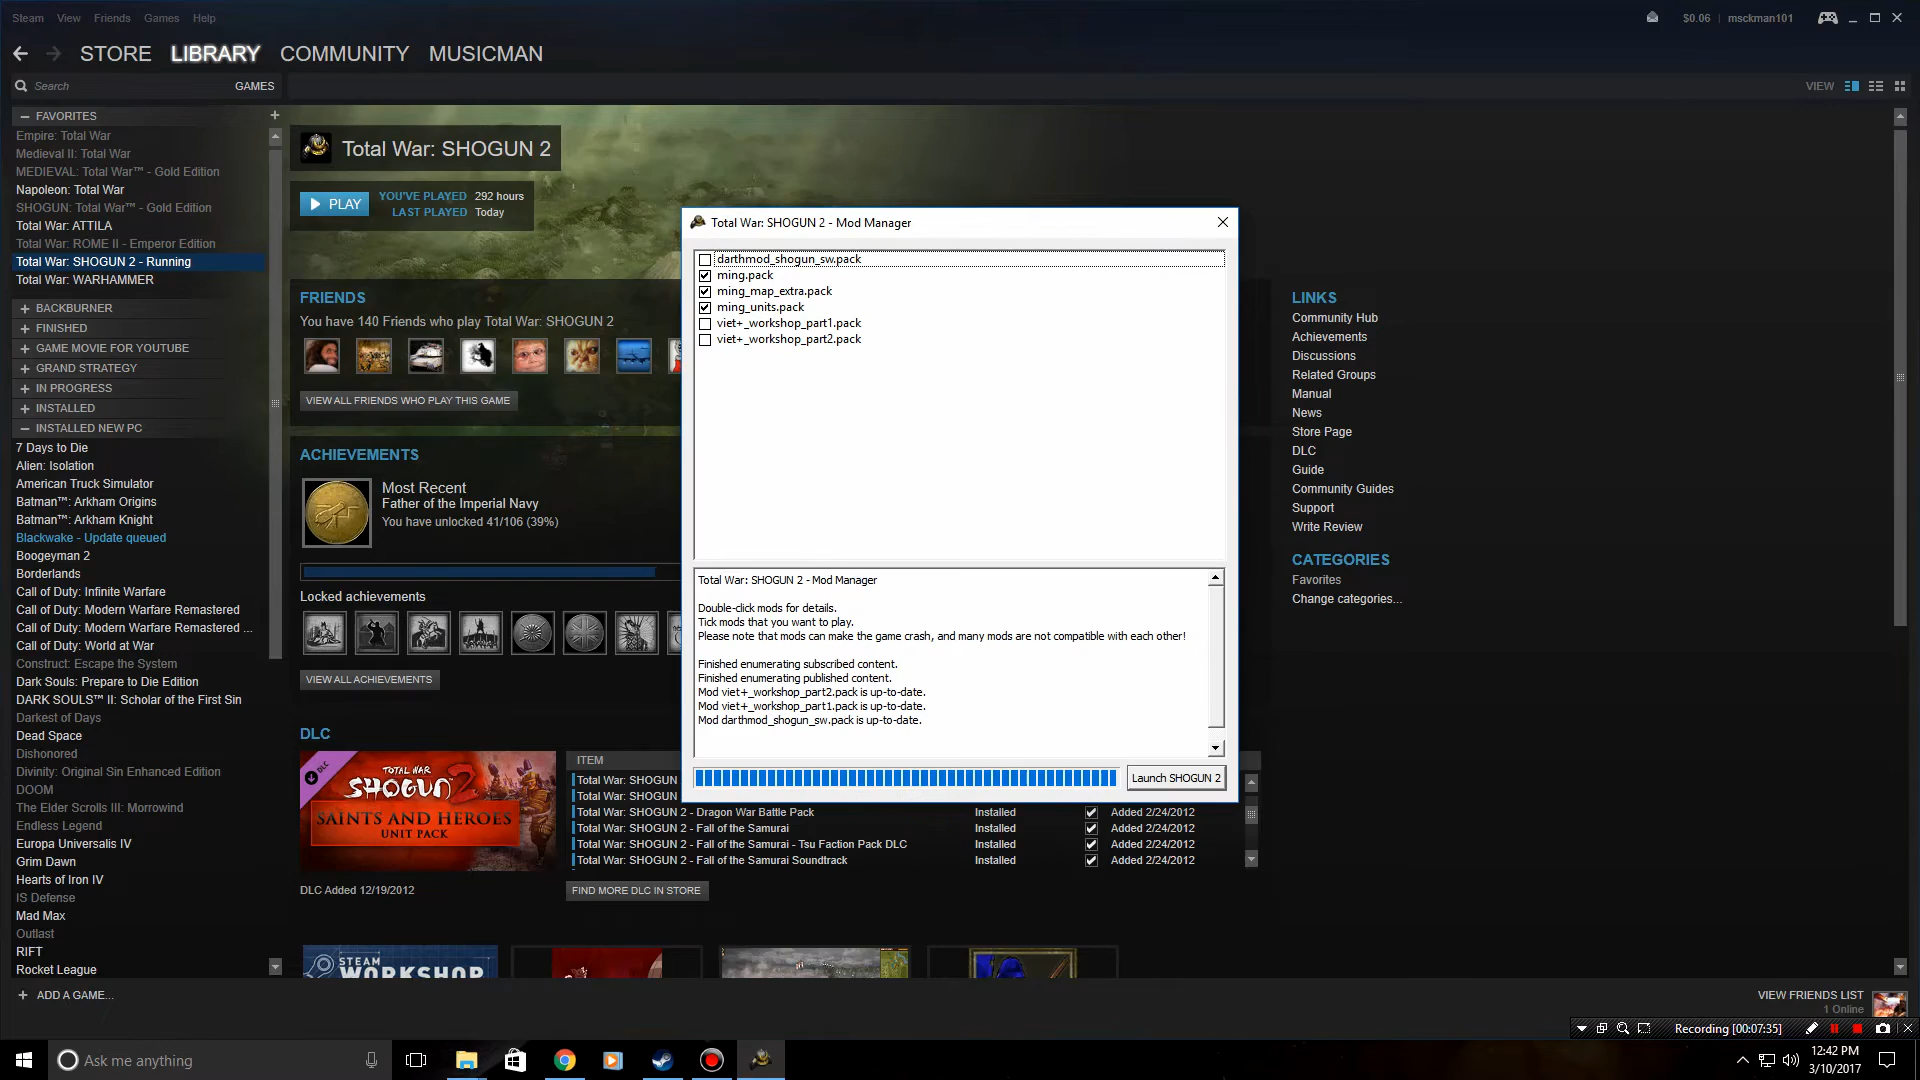 Steam View Friends Games Help
$0.06 | msckman101
STORE LIBRARY COMMUNITY MUSICMAN
Search GAMES
VIEW
— FAVORITES +
Empire: Total War
Medieval II: Total War
MEDIEVAL: Total War™ - Gold Edition
Napoleon: Total War
SHOGUN: Total War™ - Gold Edition
Total War: ATTILA
Total War: ROME II - Emperor Edition
Total War: SHOGUN 2 - Running
Total War: WARHAMMER
+ BACKBURNER
+ FINISHED
+ GAME MOVIE FOR YOUTUBE
+ GRAND STRATEGY
+ IN PROGRESS
+ INSTALLED
— INSTALLED NEW PC
7 Days to Die
Alien: Isolation
American Truck Simulator
Batman™: Arkham Origins
Batman™: Arkham Knight
Blackwake - Update queued
Boogeyman 2
Borderlands
Call of Duty: Infinite Warfare
Call of Duty: Modern Warfare Remastered
Call of Duty: Modern Warfare Remastered ...
Call of Duty: World at War
Construct: Escape the System
Dark Souls: Prepare to Die Edition
DARK SOULS™ II: Scholar of the First Sin
Darkest of Days
Dead Space
Dishonored
Divinity: Original Sin Enhanced Edition
DOOM
The Elder Scrolls III: Morrowind
Endless Legend
Europa Universalis IV
Grim Dawn
Hearts of Iron IV
IS Defense
Mad Max
Outlast
RIFT
Rocket League
+ ADD A GAME...
Total War: SHOGUN 2
PLAY
YOU'VE PLAYED 292 hours
LAST PLAYED Today
FRIENDS
You have 140 Friends who play Total War: SHOGUN 2
VIEW ALL FRIENDS WHO PLAY THIS GAME
ACHIEVEMENTS
Most Recent
Father of the Imperial Navy
You have unlocked 41/106 (39%)
Locked achievements
VIEW ALL ACHIEVEMENTS
DLC
DLC
TOTAL WAR
SHOGUN 2
SAINTS AND HEROES
UNIT PACK
DLC Added 12/19/2012
ITEM
Total War: SHOGUN
Total War: SHOGUN
Total War: SHOGUN 2 - Dragon War Battle Pack Installed Added 2/24/2012
Total War: SHOGUN 2 - Fall of the Samurai Installed Added 2/24/2012
Total War: SHOGUN 2 - Fall of the Samurai - Tsu Faction Pack DLC Installed Added 2/24/2012
Total War: SHOGUN 2 - Fall of the Samurai Soundtrack Installed Added 2/24/2012
FIND MORE DLC IN STORE
STEAM
WORKSHOP
Total War: SHOGUN 2 - Mod Manager
darthmod_shogun_sw.pack
ming.pack
ming_map_extra.pack
ming_units.pack
viet+_workshop_part1.pack
viet+_workshop_part2.pack
Total War: SHOGUN 2 - Mod Manager
Double-click mods for details.
Tick mods that you want to play.
Please note that mods can make the game crash, and many mods are not compatible with each other!
Finished enumerating subscribed content.
Finished enumerating published content.
Mod viet+_workshop_part2.pack is up-to-date.
Mod viet+_workshop_part1.pack is up-to-date.
Mod darthmod_shogun_sw.pack is up-to-date.
Launch SHOGUN 2
LINKS
Community Hub
Achievements
Discussions
Related Groups
Manual
News
Store Page
DLC
Guide
Community Guides
Support
Write Review
CATEGORIES
Favorites
Change categories...
VIEW FRIENDS LIST
1 Online
Recording [00:07:35]
Ask me anything
12:42 PM
3/10/2017